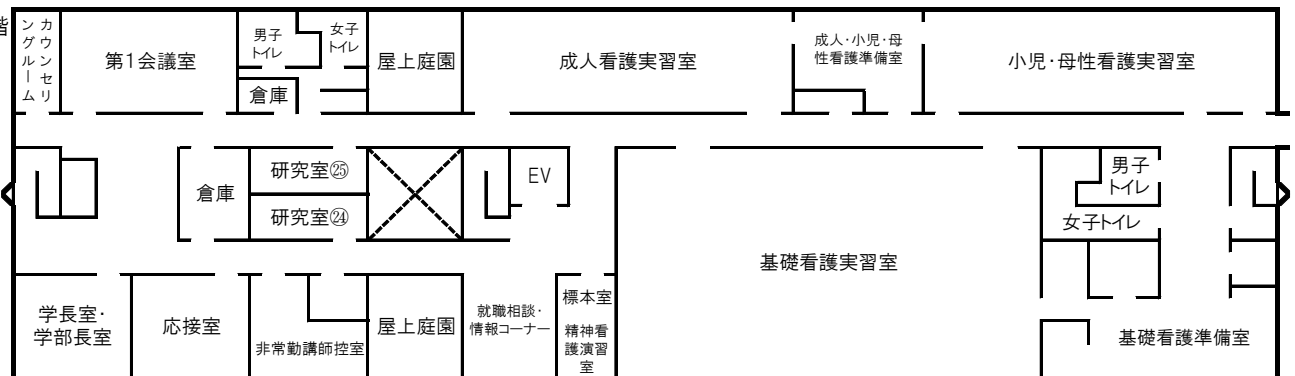 階
カウンセリ
ングルーム
第1会議室
男子
トイレ
女子
トイレ
倉庫
屋上庭園
成人看護実習室
成人・小児・母
性看護準備室
小児・母性看護実習室
倉庫
研究室㉕
研究室㉔
EV
基礎看護実習室
男子
トイレ
女子トイレ
学長室・
学部長室
応接室
非常勤講師控室
屋上庭園
就職相談・
情報コーナー
標本室
精神看
護演習
室
基礎看護準備室